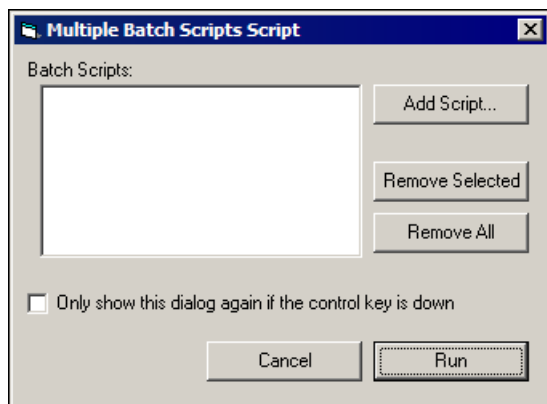 Multiple Batch Scripts Script
Batch Scripts:
Add Script...
Remove Selected
Remove All
Only show this dialog again if the control key is down
Cancel
Run